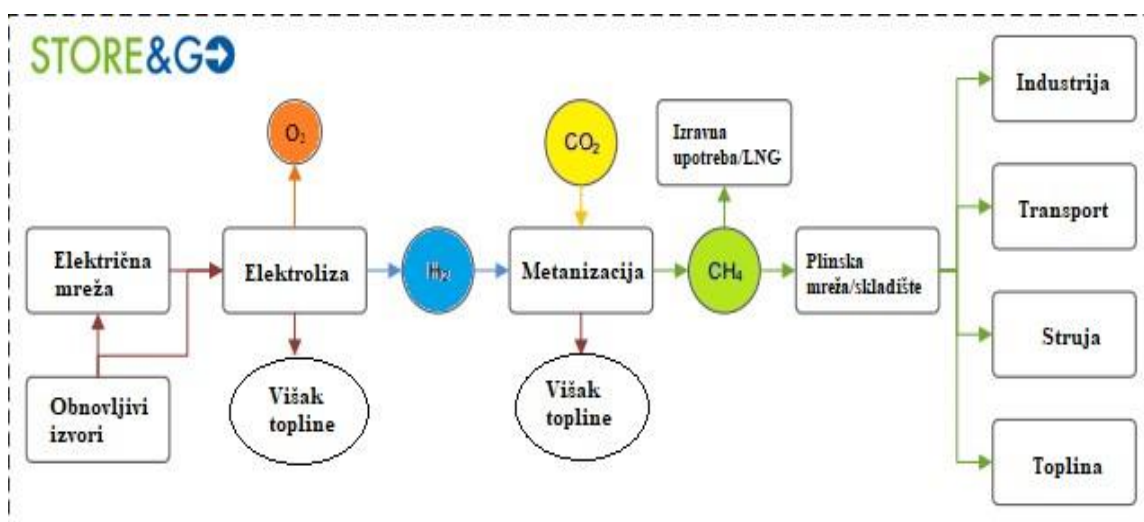 STORE&GO
Industrija
O₂
CO₂
Izravna
upotreba/LNG
Transport
Električna
mreža
Elektroliza
H₂
Metanizacija
CH₄
Plinska
mreža/skladište
Struja
Obnovljivi
izvori
Višak
topline
Višak
topline
Toplina